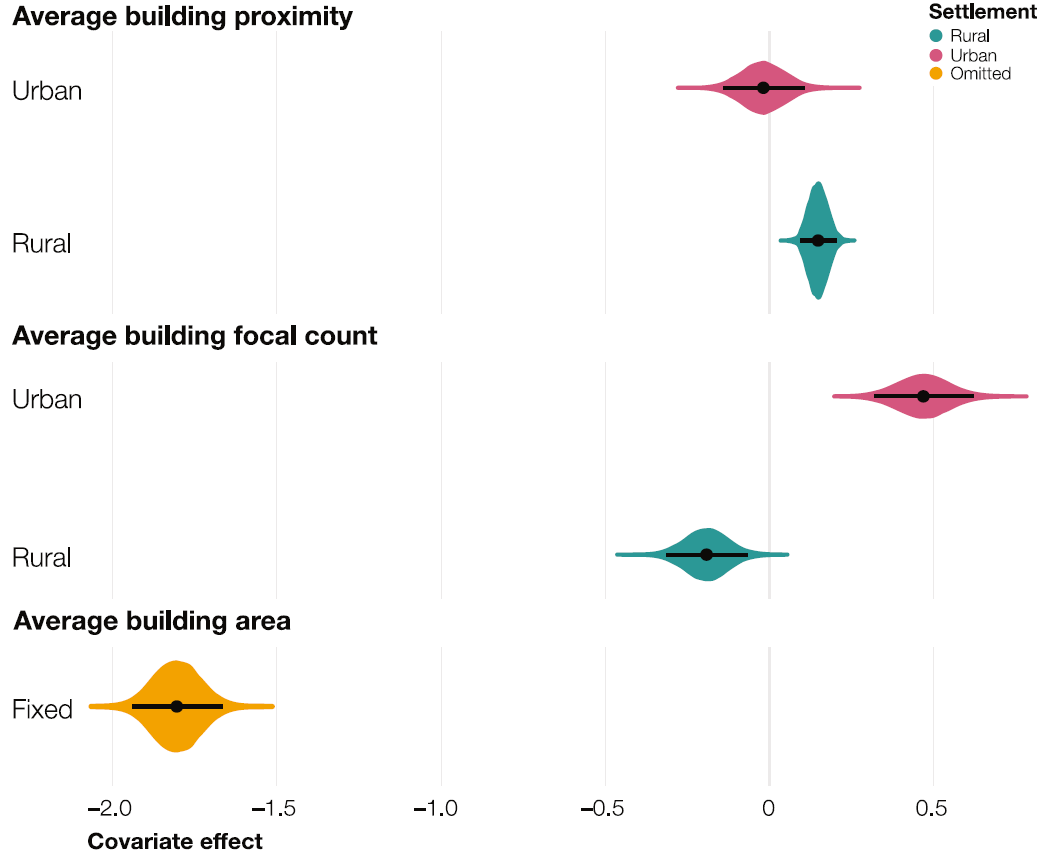 Average building proximity
Settlement
Rural
Urban
Omitted
Urban
Rural
Average building focal count
Urban
Rural
Average building area
Fixed
−2.0 −1.5 −1.0 −0.5 0 0.5
Covariate effect